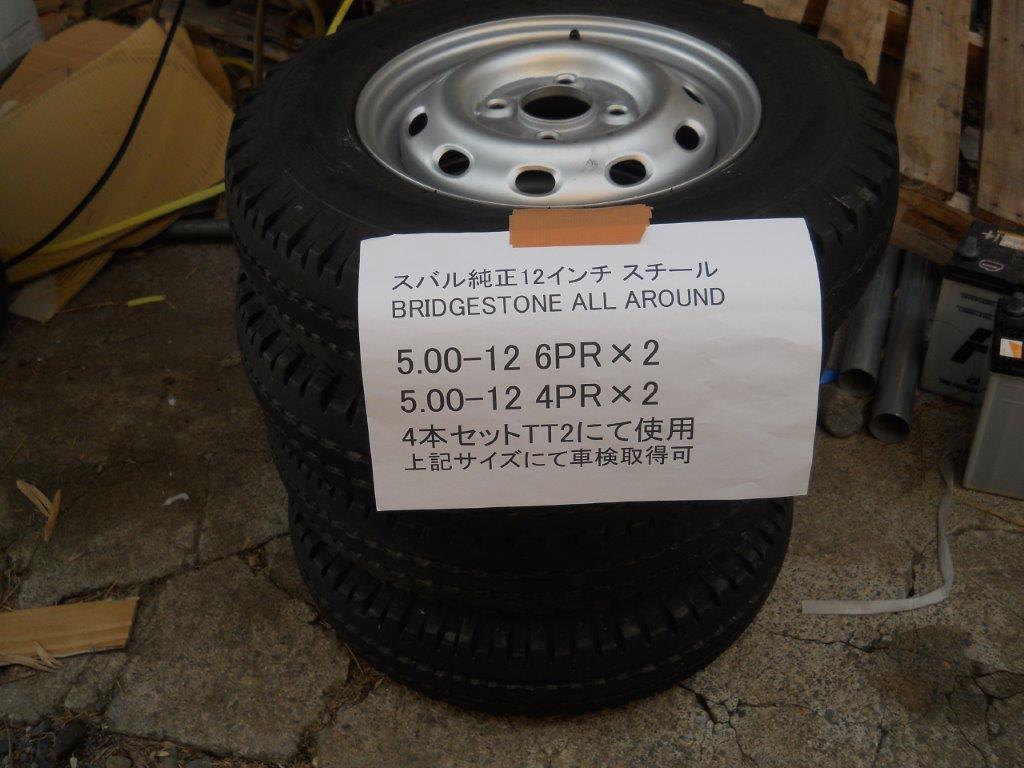 スバル純正12インチ スチール
BRIDGESTONE ALL AROUND
5.00-12 6PR×2
5.00-12 4PR×2
4本セットTT2にて使用
上記サイズにて車検取得可